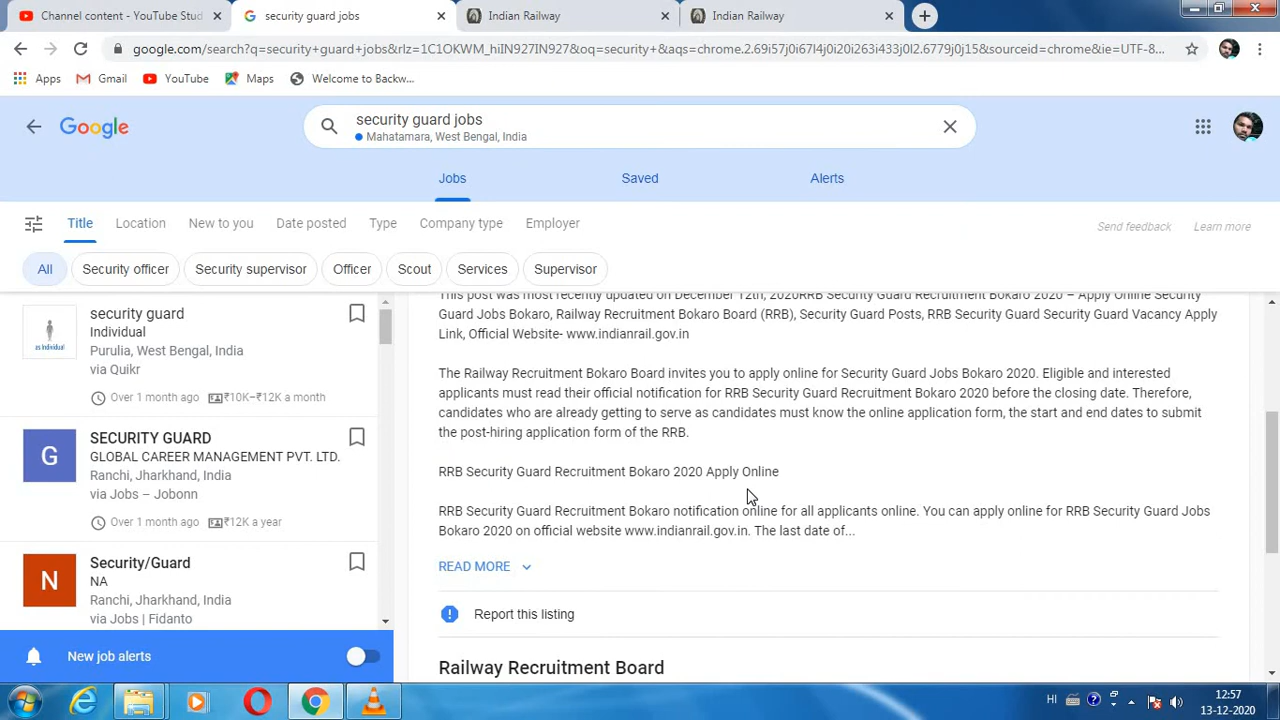 Channel content - YouTube Stud
security guard jobs
Indian Railway
Indian Railway
google.com/search?q=security+guard+jobs&rlz=1C1OKWM_hiIN927IN927&oq=security+&aqs=chrome.2.69i57j0i67l4j0i20i263i433j0l2.6779j0j15&sourceid=chrome&ie=UTF-8...
Apps
Gmail
YouTube
Maps
Welcome to Backw...
Google
security guard jobs
Mahatamara, West Bengal, India
Jobs
Saved
Alerts
Title
Location
New to you
Date posted
Type
Company type
Employer
Send feedback
Learn more
All
Security officer
Security supervisor
Officer
Scout
Services
Supervisor
as Individual
security guard
Individual
Purulia, West Bengal, India
via Quikr
Over 1 month ago
₹10K–₹12K a month
G
SECURITY GUARD
GLOBAL CAREER MANAGEMENT PVT. LTD.
Ranchi, Jharkhand, India
via Jobs – Jobonn
Over 1 month ago
₹12K a year
N
Security/Guard
NA
Ranchi, Jharkhand, India
via Jobs | Fidanto
New job alerts
This post was most recently updated on December 12th, 2020RRB Security Guard Recruitment Bokaro 2020 – Apply Online Security
Guard Jobs Bokaro, Railway Recruitment Bokaro Board (RRB), Security Guard Posts, RRB Security Guard Security Guard Vacancy Apply
Link, Official Website- www.indianrail.gov.in
The Railway Recruitment Bokaro Board invites you to apply online for Security Guard Jobs Bokaro 2020. Eligible and interested
applicants must read their official notification for RRB Security Guard Recruitment Bokaro 2020 before the closing date. Therefore,
candidates who are already getting to serve as candidates must know the online application form, the start and end dates to submit
the post-hiring application form of the RRB.
RRB Security Guard Recruitment Bokaro 2020 Apply Online
RRB Security Guard Recruitment Bokaro notification online for all applicants online. You can apply online for RRB Security Guard Jobs
Bokaro 2020 on official website www.indianrail.gov.in. The last date of...
READ MORE
Report this listing
Railway Recruitment Board
HI
12:57
13-12-2020